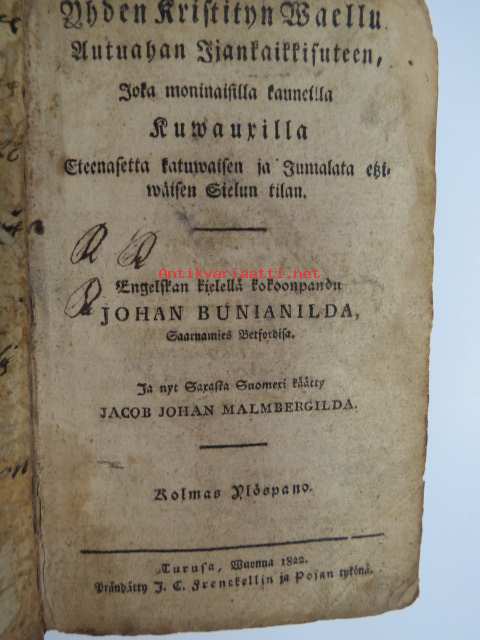 Yhden Kristityn Waellu
Autuahan Ijankaikkisuteen,
Joka moninaisilla kauneilla
Kuwauxilla
Eteenasetta katuwaisen ja Jumalata etzi-
wäisen Sielun tilan.
Antikvariaatti.net
Engelskan kielellä kokoonpandu
JOHAN BUNIANILDA,
Saarnamies Betfordisa.
Ja nyt Saxasta Suomexi käätty
JACOB JOHAN MALMBERGILDA.
Kolmas Ylöspano.
Turusa, Wuonna 1822.
Prändätty J. C. Frenckellin ja Pojan tykönä.